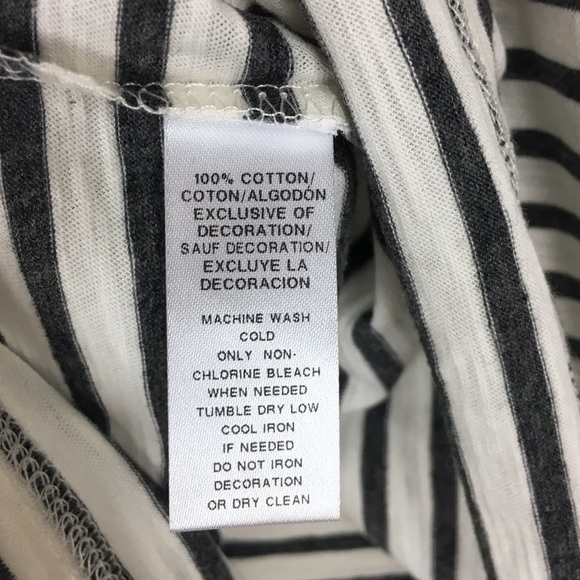 100% COTTON/
COTON/ALGODÓN
EXCLUSIVE OF
DECORATION/
SAUF DECORATION/
EXCLUYE LA
DECORACIÓN
MACHINE WASH
COLD
ONLY NON-
CHLORINE BLEACH
WHEN NEEDED
TUMBLE DRY LOW
COOL IRON
IF NEEDED
DO NOT IRON
DECORATION
OR DRY CLEAN